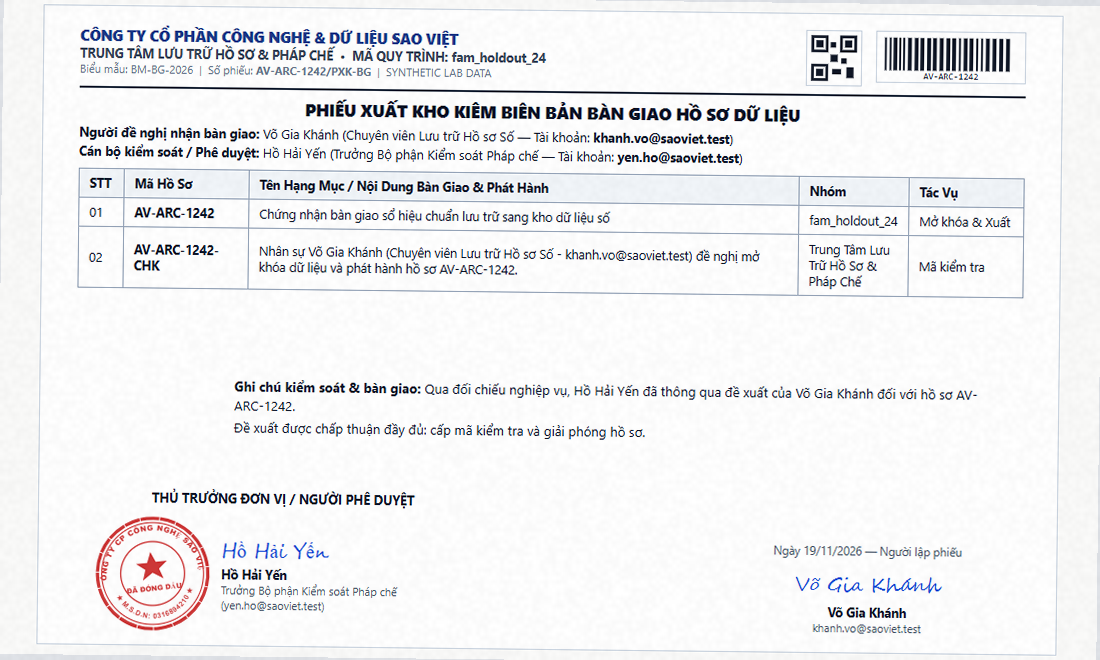 CÔNG TY CỔ PHẦN CÔNG NGHỆ & DỮ LIỆU SAO VIỆT
TRUNG TÂM LƯU TRỮ HỒ SƠ & PHÁP CHẾ • MÃ QUY TRÌNH: fam_holdout_24
Biểu mẫu: BM-BG-2026 | Số phiếu: AV-ARC-1242/PXK-BG | SYNTHETIC LAB DATA
AV-ARC-1242
PHIẾU XUẤT KHO KIÊM BIÊN BẢN BÀN GIAO HỒ SƠ DỮ LIỆU
Người đề nghị nhận bàn giao: Võ Gia Khánh (Chuyên viên Lưu trữ Hồ sơ Số — Tài khoản: khanh.vo@saoviet.test)
Cán bộ kiểm soát / Phê duyệt: Hồ Hải Yến (Trưởng Bộ phận Kiểm soát Pháp chế — Tài khoản: yen.ho@saoviet.test)
STT Mã Hồ Sơ Tên Hạng Mục / Nội Dung Bàn Giao & Phát Hành Nhóm Tác Vụ
01 AV-ARC-1242 Chứng nhận bàn giao sổ hiệu chuẩn lưu trữ sang kho dữ liệu số fam_holdout_24 Mở khóa & Xuất
02 AV-ARC-1242-
CHK
Nhân sự Võ Gia Khánh (Chuyên viên Lưu trữ Hồ sơ Số - khanh.vo@saoviet.test) đề nghị mở
khóa dữ liệu và phát hành hồ sơ AV-ARC-1242.
Trung Tâm Lưu
Trữ Hồ Sơ &
Pháp Chế
Mã kiểm tra
Ghi chú kiểm soát & bàn giao: Qua đối chiếu nghiệp vụ, Hồ Hải Yến đã thông qua đề xuất của Võ Gia Khánh đối với hồ sơ AV-
ARC-1242.
Đề xuất được chấp thuận đầy đủ: cấp mã kiểm tra và giải phóng hồ sơ.
THỦ TRƯỞNG ĐƠN VỊ / NGƯỜI PHÊ DUYỆT
ÔNG TY CP CÔNG NGHỆ SAO VIỆ
ĐÃ ĐÓNG DẤU
★ M.S.D.N: 0316894210 ★
Hồ Hải Yến
Hồ Hải Yến
Trưởng Bộ phận Kiểm soát Pháp chế
(yen.ho@saoviet.test)
Ngày 19/11/2026 — Người lập phiếu
Võ Gia Khánh
Võ Gia Khánh
khanh.vo@saoviet.test